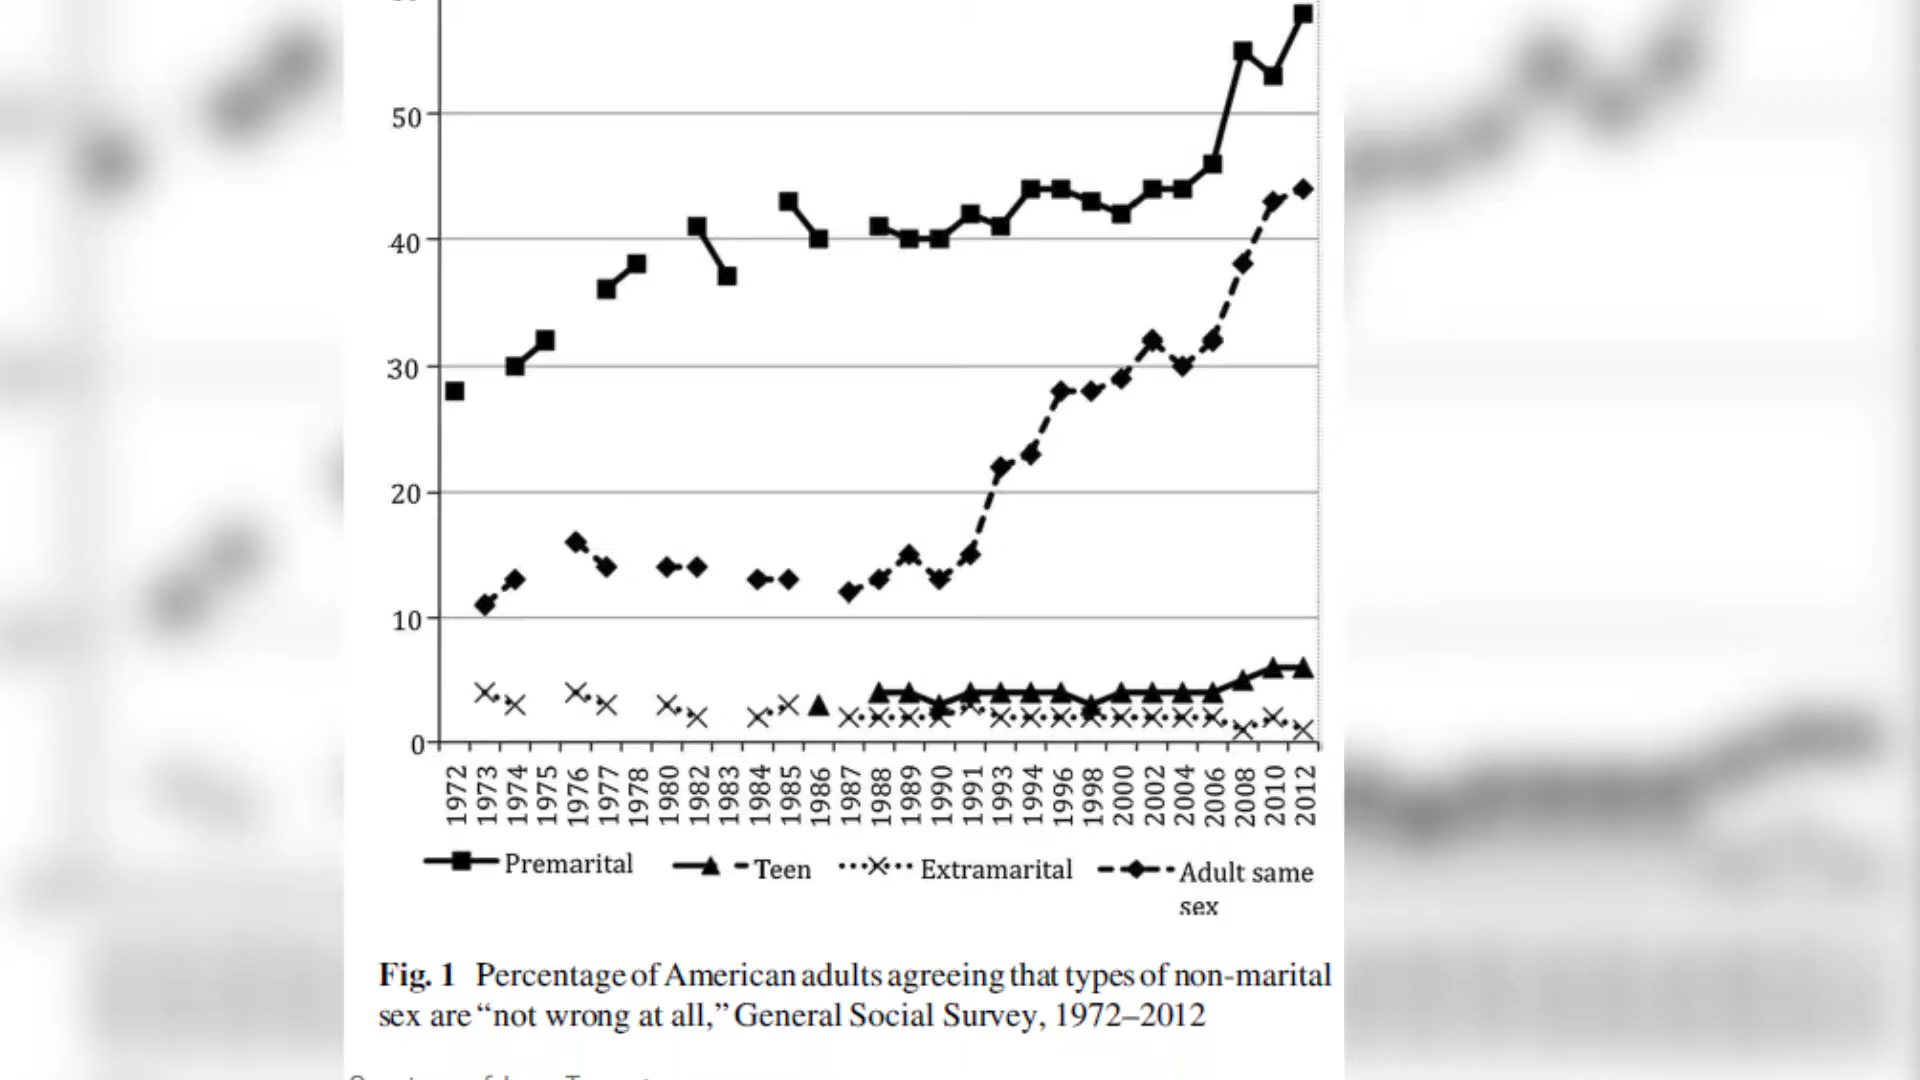 50
40
30
20
10
0
1972 1973 1974 1975 1976 1977 1978 1980 1982 1983 1984 1985 1986 1987 1988 1989 1990 1991 1993 1994 1996 1998 2000 2002 2004 2006 2008 2010 2012
Premarital Teen Extramarital Adult same
sex
Fig. 1 Percentage of American adults agreeing that types of non-marital
sex are “not wrong at all,” General Social Survey, 1972–2012